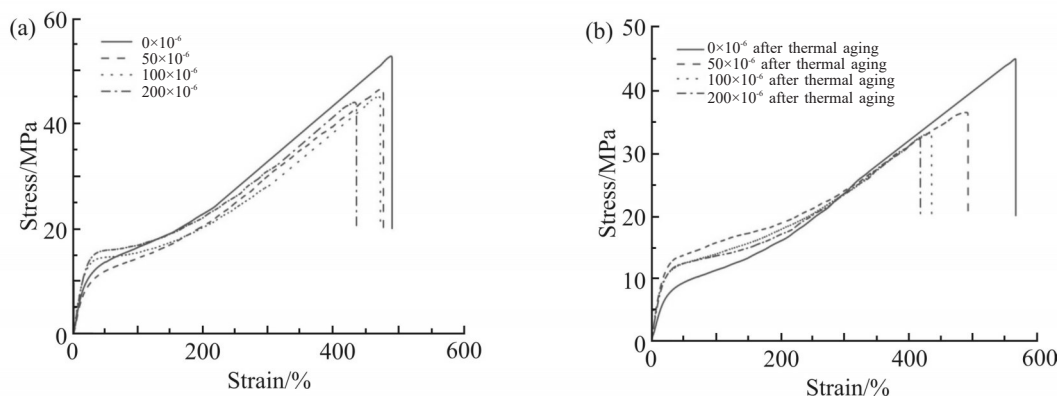 (a)
60
0×10⁻⁶
50×10⁻⁶
100×10⁻⁶
200×10⁻⁶
40
20
0
Stress/MPa
0
200
400
600
Strain/%
(b)
50
0×10⁻⁶ after thermal aging
50×10⁻⁶ after thermal aging
100×10⁻⁶ after thermal aging
200×10⁻⁶ after thermal aging
40
30
20
10
0
Stress/MPa
0
200
400
600
Strain/%